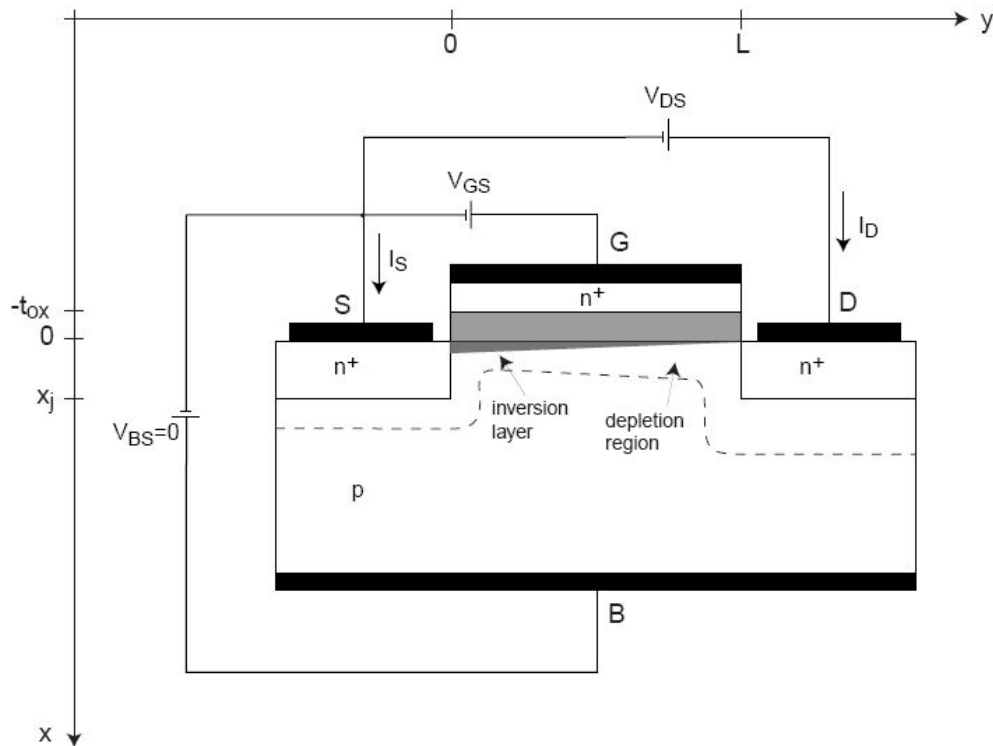 y
0 L
V_DS
V_GS
I_D
G
I_S
n⁺
-t_ox
S D
0
n⁺ n⁺
x_j
inversion
layer
depletion
region
V_BS=0
p
B
x